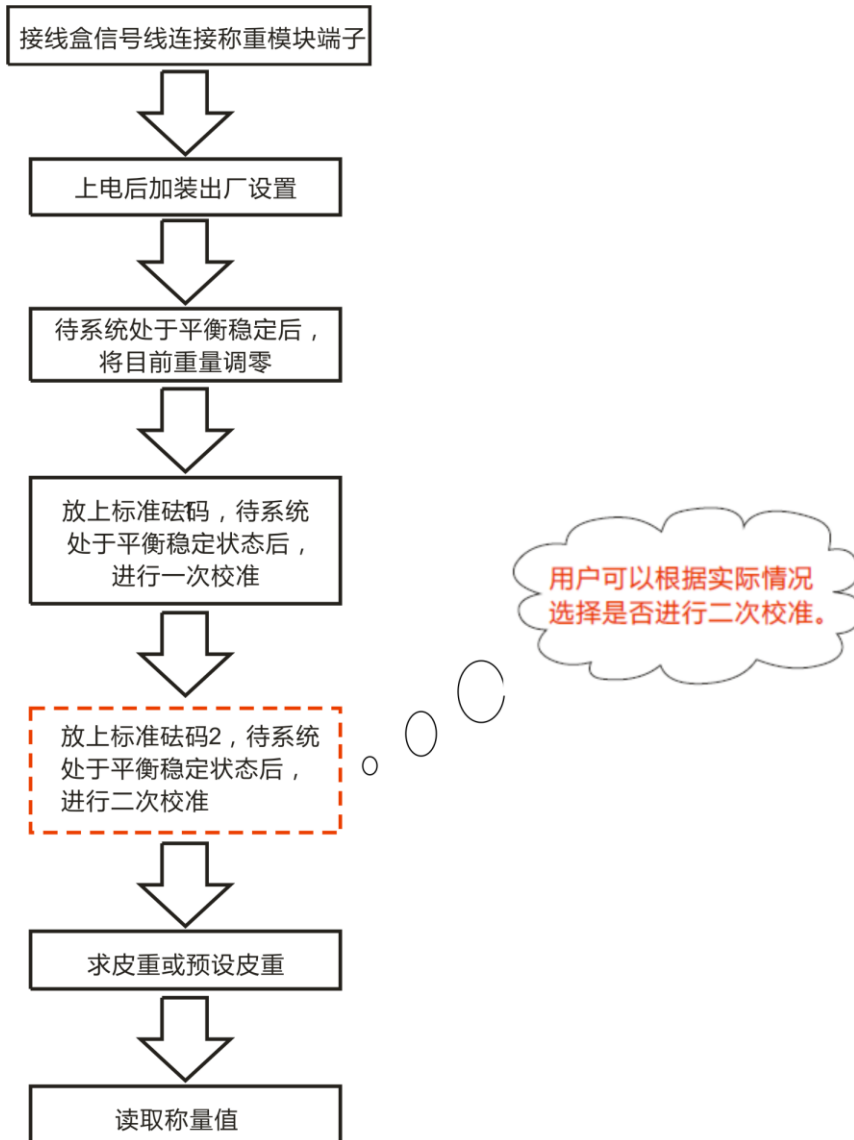 接线盒信号线连接称重模块端子
上电后加装出厂设置
待系统处于平衡稳定后，
将目前重量调零
放上标准砝码1，待系统
处于平衡稳定状态后，
进行一次校准
用户可以根据实际情况
选择是否进行二次校准。
放上标准砝码2，待系统
处于平衡稳定状态后，
进行二次校准
求皮重或预设皮重
读取称量值